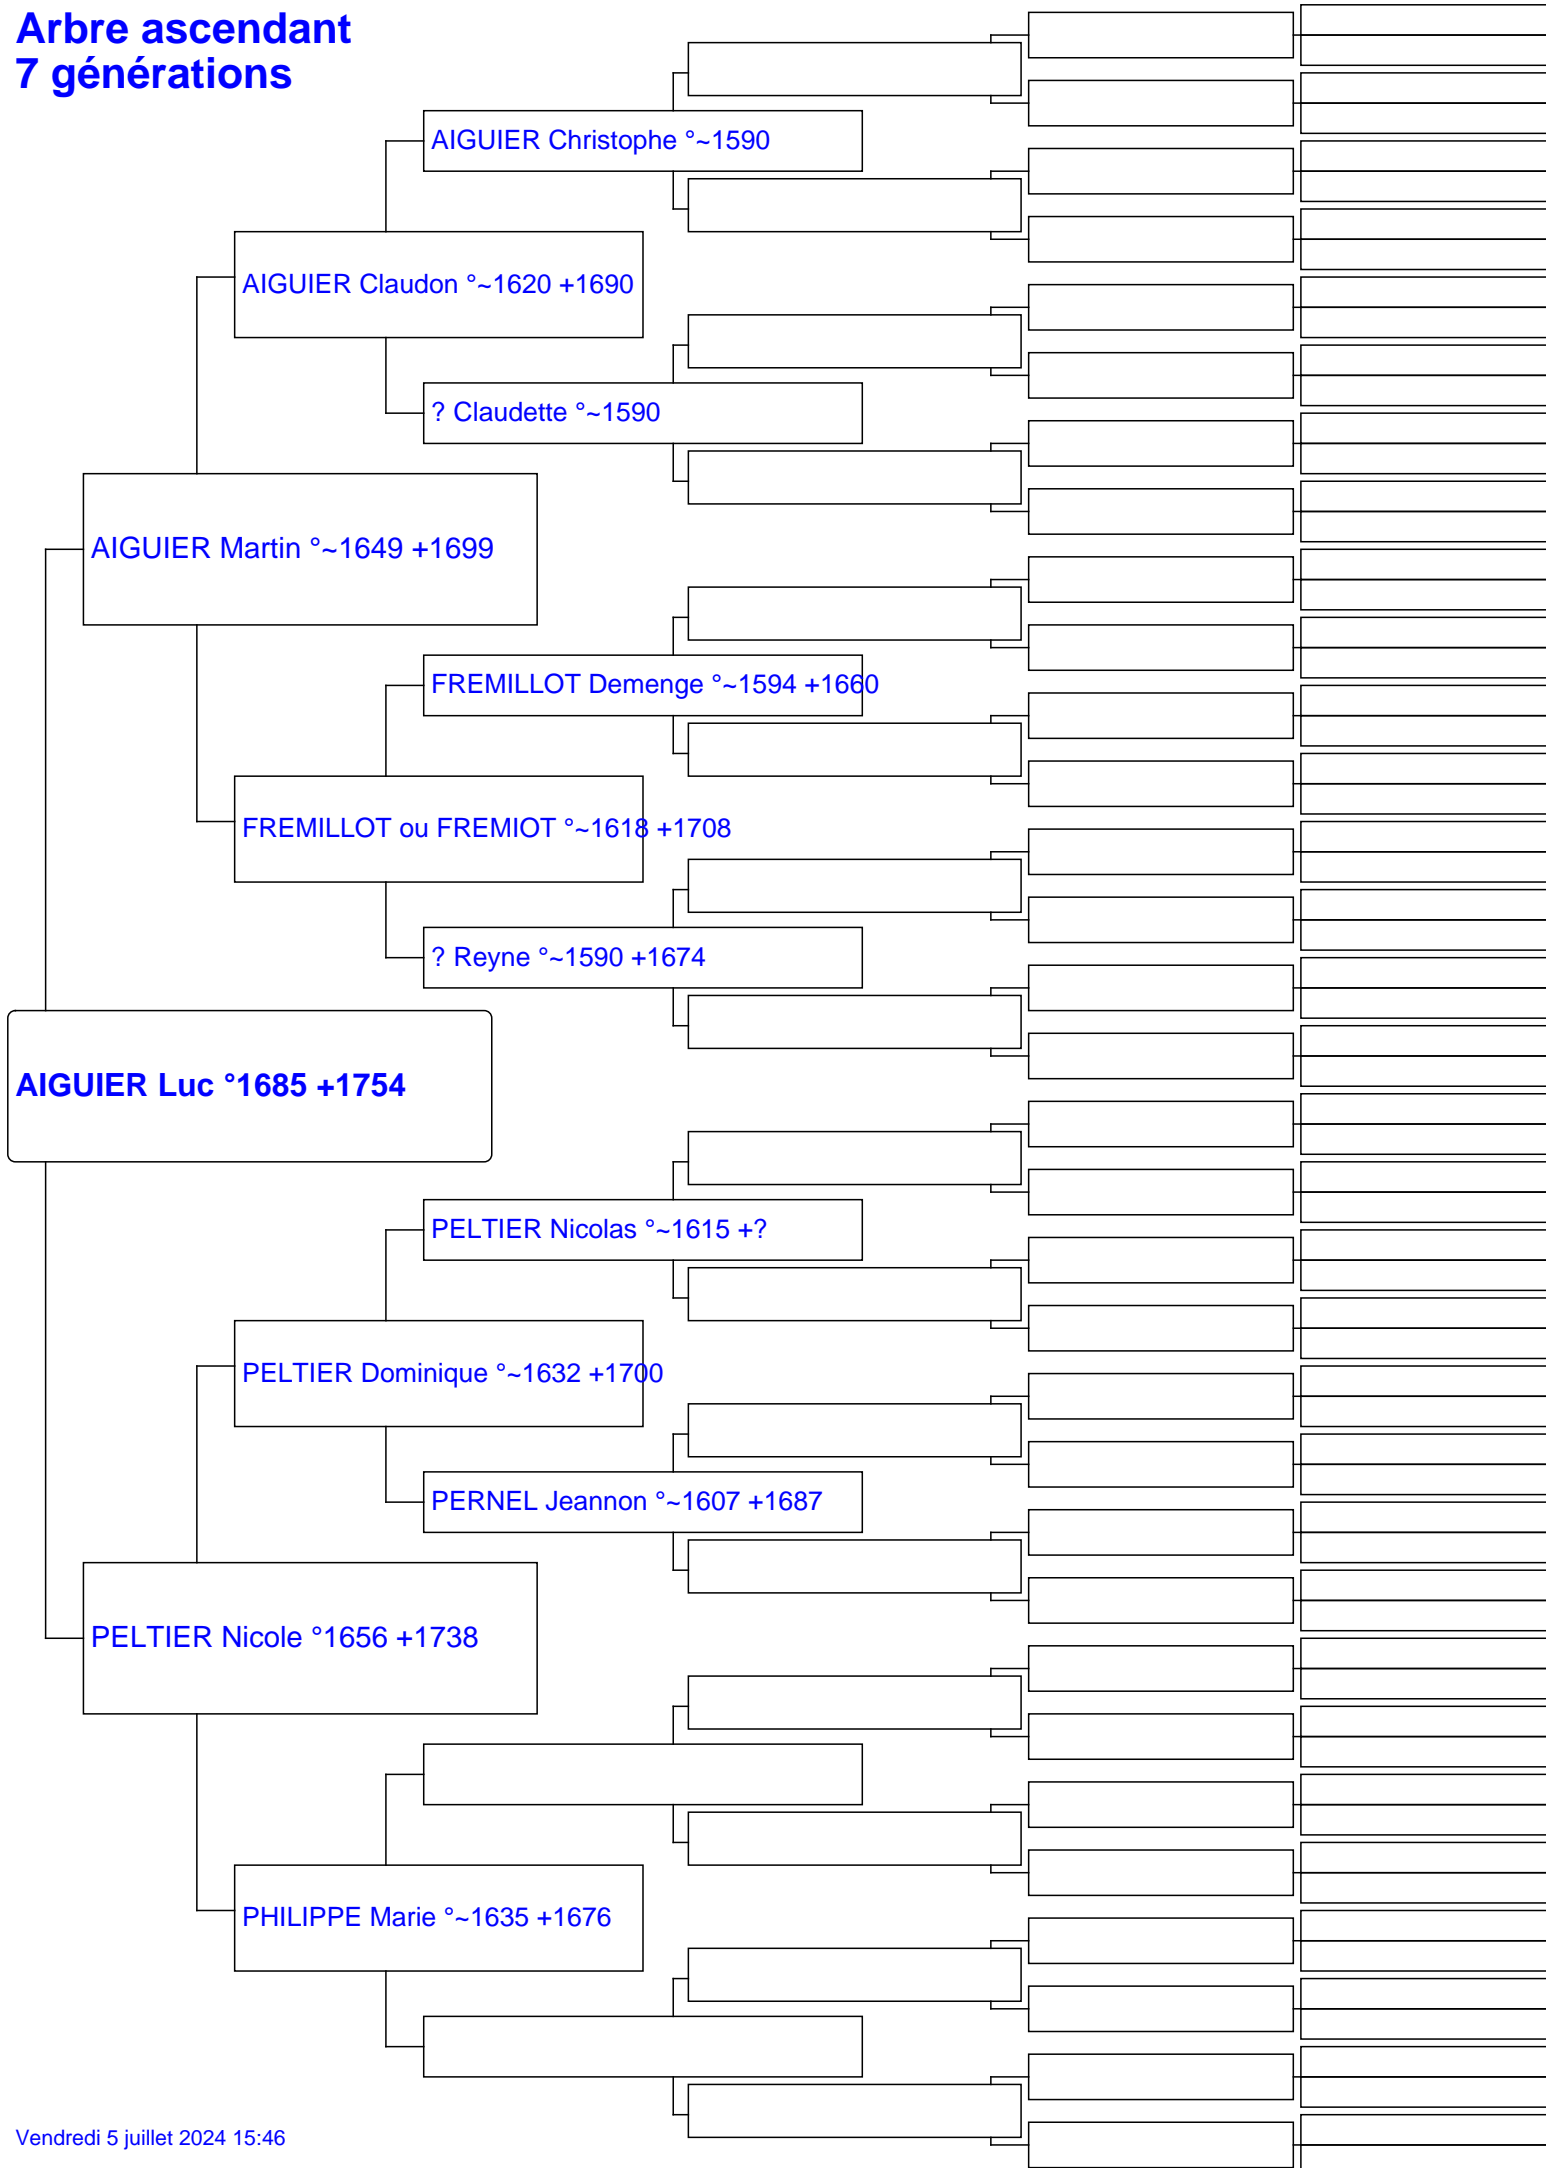 Arbre ascendant
7 générations
AIGUIER Christophe °~1590
AIGUIER Claudon °~1620 +1690
? Claudette °~1590
AIGUIER Martin °~1649 +1699
FREMILLOT Demenge °~1594 +1660
FREMILLOT ou FREMIOT °~1618 +1708
? Reyne °~1590 +1674
AIGUIER Luc °1685 +1754
PELTIER Nicolas °~1615 +?
PELTIER Dominique °~1632 +1700
PERNEL Jeannon °~1607 +1687
PELTIER Nicole °1656 +1738
PHILIPPE Marie °~1635 +1676
Vendredi 5 juillet 2024 15:46